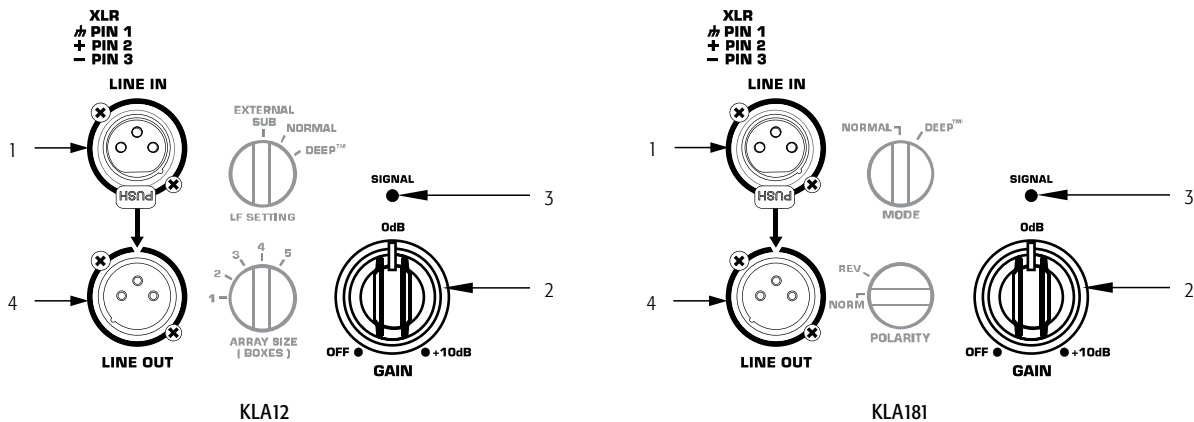 XLR
PIN 1
+ PIN 2
− PIN 3
LINE IN
PUSH
1
EXTERNAL
SUB
NORMAL
DEEP™
LF SETTING
SIGNAL
3
0dB
2
OFF
+10dB
GAIN
4
LINE OUT
1
2
3
4
5
ARRAY SIZE
( BOXES )
KLA12
XLR
PIN 1
+ PIN 2
− PIN 3
LINE IN
PUSH
1
NORMAL
DEEP™
MODE
SIGNAL
3
0dB
2
OFF
+10dB
GAIN
4
LINE OUT
REV
NORM
POLARITY
KLA181